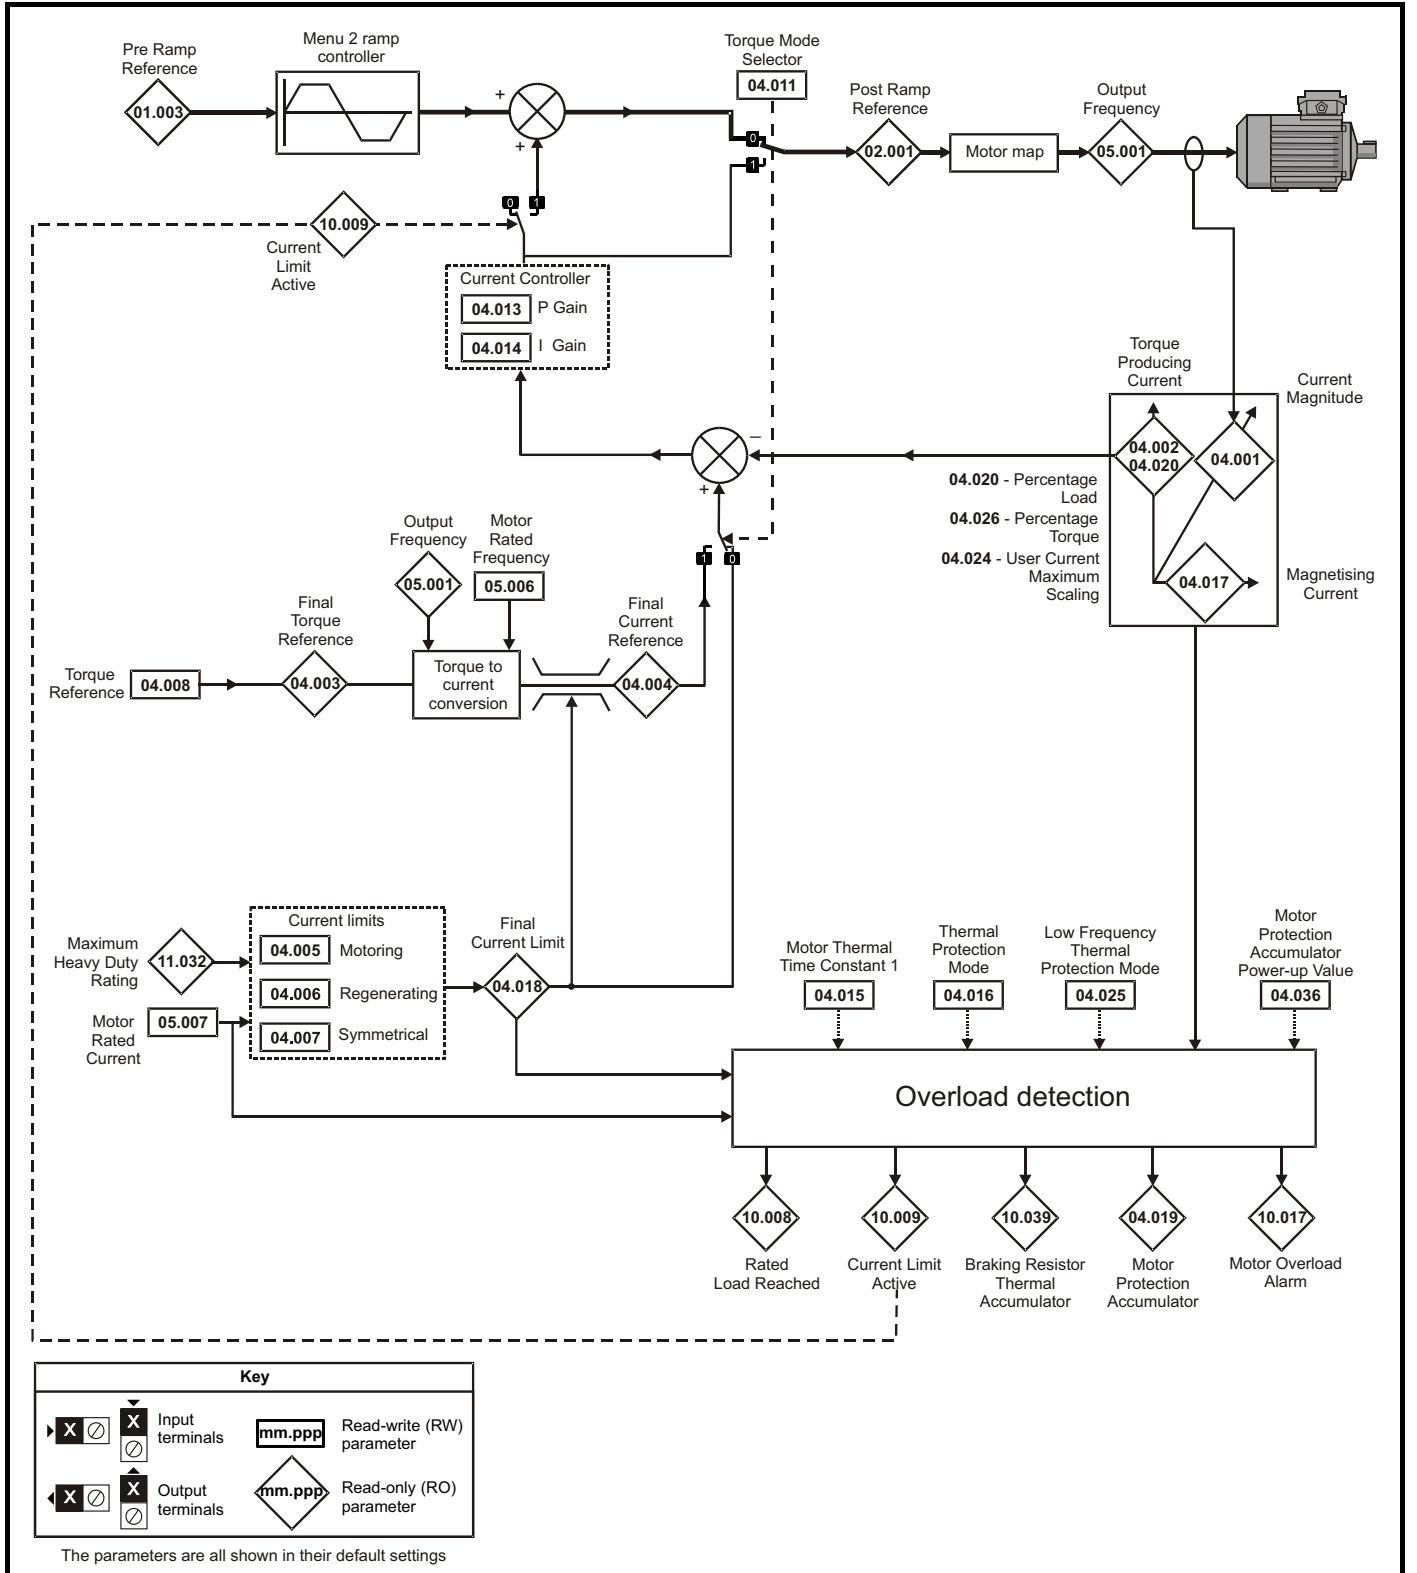 Pre Ramp
Reference
01.003
Menu 2 ramp
controller
+
+
Torque Mode
Selector
04.011
0
1
Post Ramp
Reference
02.001
Motor map
Output
Frequency
05.001
0
1
10.009
Current
Limit
Active
Current Controller
04.013
P Gain
04.014
I Gain
Torque
Producing
Current
Current
Magnitude
04.002
04.020
04.001
04.017
Magnetising
Current
–
+
04.020 - Percentage
Load
04.026 - Percentage
Torque
04.024 - User Current
Maximum
Scaling
1
0
Output
Frequency
05.001
Motor
Rated
Frequency
05.006
Final
Torque
Reference
Final
Current
Reference
Torque
Reference
04.008
04.003
Torque to
current
conversion
04.004
Maximum
Heavy Duty
Rating
11.032
Motor
Rated
Current
05.007
Current limits
04.005
Motoring
04.006
Regenerating
04.007
Symmetrical
Final
Current Limit
04.018
Motor Thermal
Time Constant 1
04.015
Thermal
Protection
Mode
04.016
Low Frequency
Thermal
Protection Mode
04.025
Motor
Protection
Accumulator
Power-up Value
04.036
Overload detection
10.008
Rated
Load Reached
10.009
Current Limit
Active
10.039
Braking Resistor
Thermal
Accumulator
04.019
Motor
Protection
Accumulator
10.017
Motor Overload
Alarm
Key
X
X
Input
terminals
mm.ppp
Read-write (RW)
parameter
X
X
Output
terminals
mm.ppp
Read-only (RO)
parameter
The parameters are all shown in their default settings